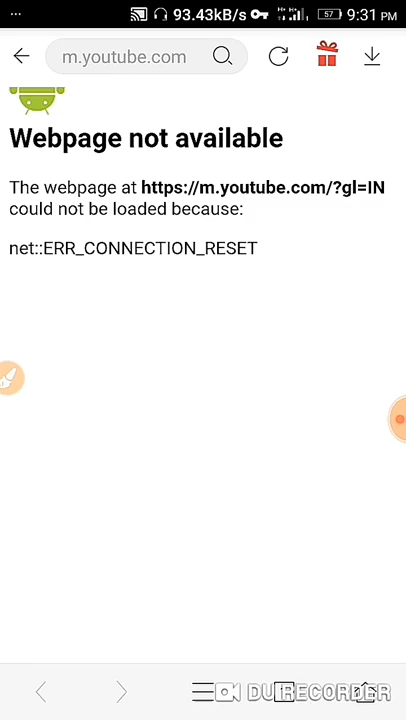 93.43kB/s 57 9:31 PM
m.youtube.com
Webpage not available
The webpage at https://m.youtube.com/?gl=IN
could not be loaded because:
net::ERR_CONNECTION_RESET
DU RECORDER